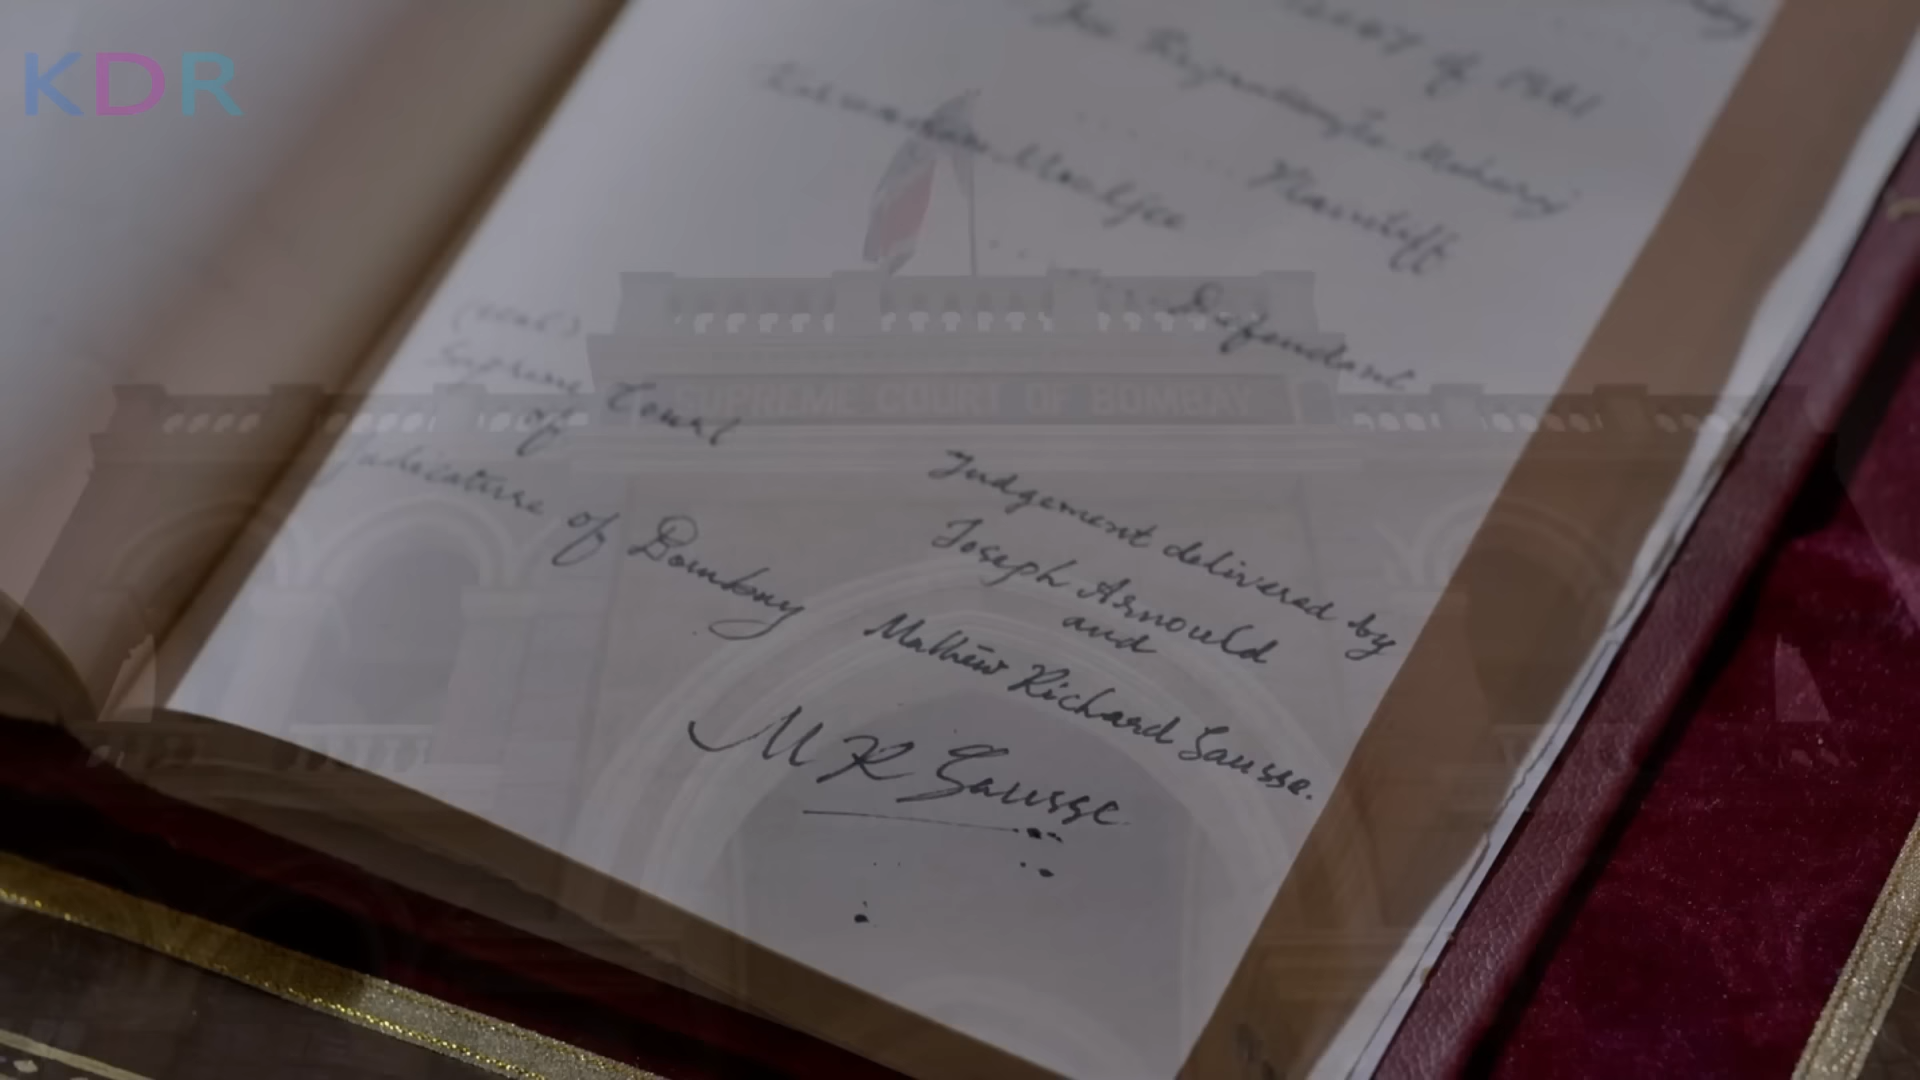 KDR
of 1861
Maharaj
Plaintiff
Defendant
(Seal)
Supreme Court
of
Judicature of Bombay
SUPREME COURT OF BOMBAY
Judgement delivered by
Joseph Arnould
and
Mathew Richard Sausse.
M R Sausse